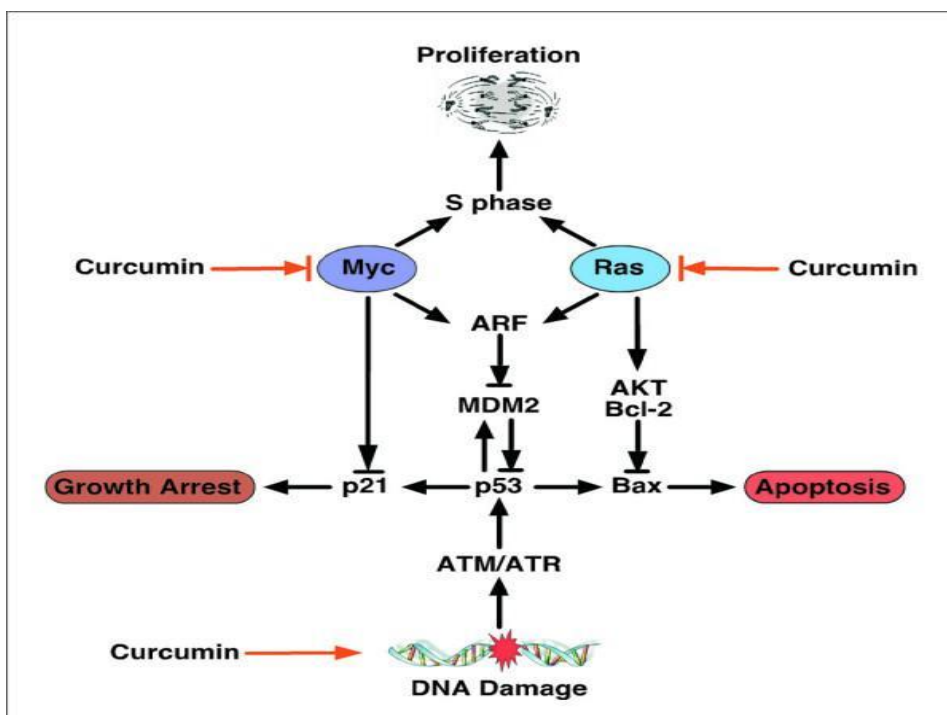 Proliferation
S phase
Curcumin
Myc
Ras
Curcumin
ARF
MDM2
AKT
Bcl-2
Growth Arrest
p21
p53
Bax
Apoptosis
ATM/ATR
Curcumin
DNA Damage